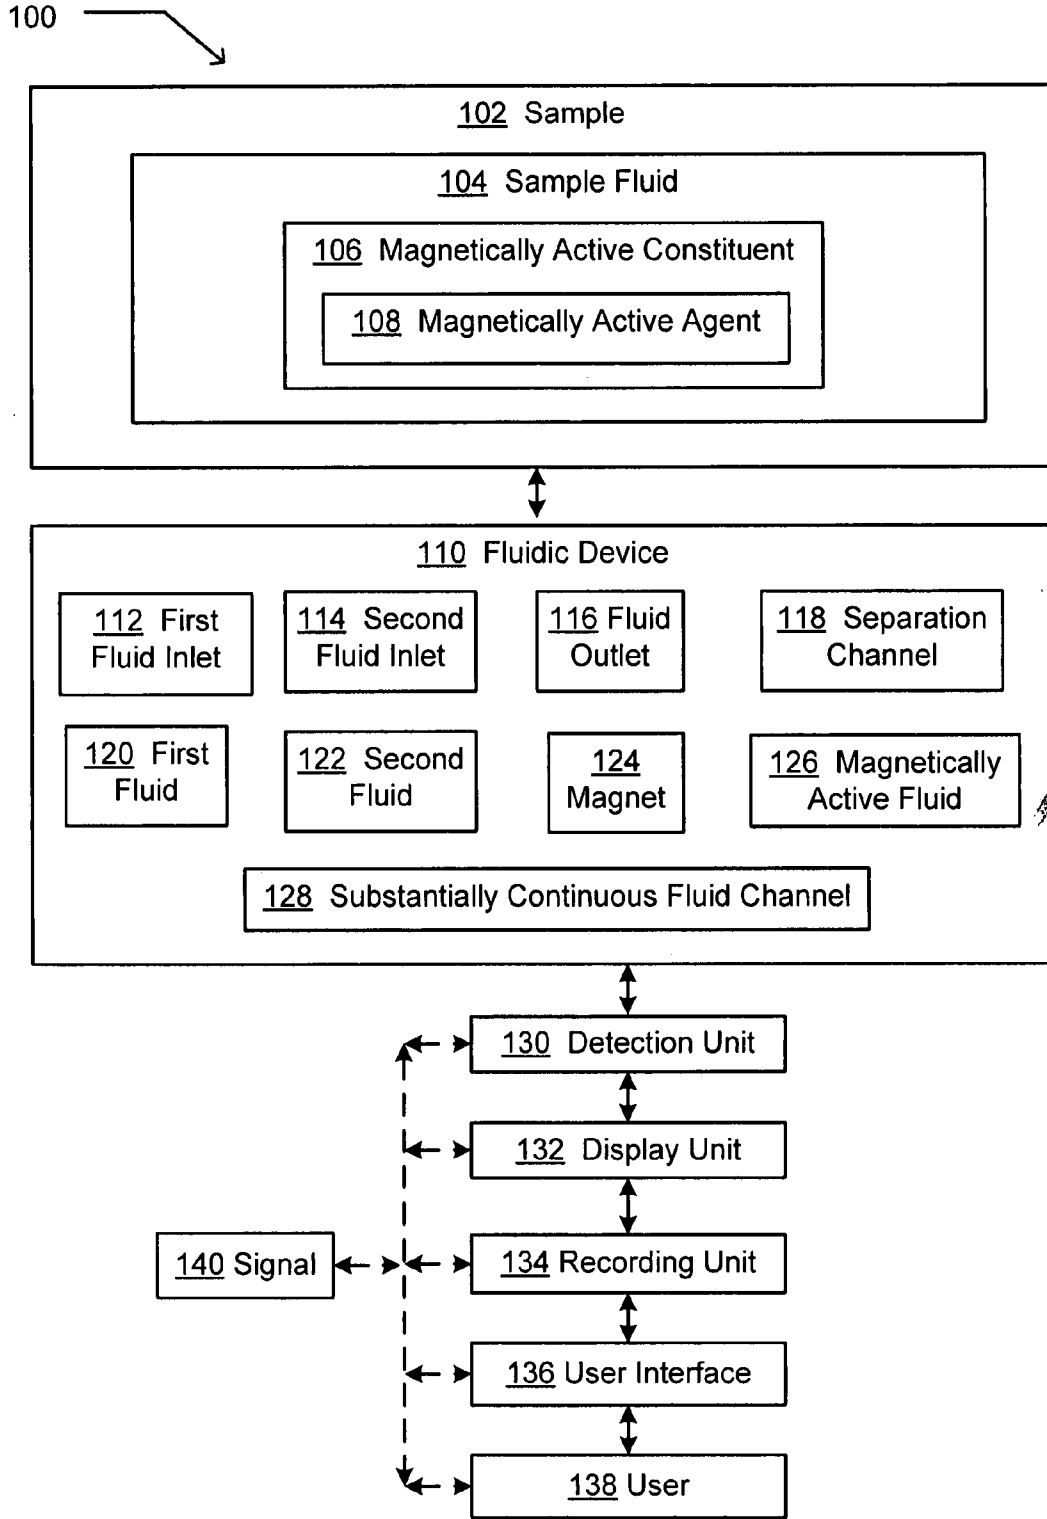 100
102 Sample
104 Sample Fluid
106 Magnetically Active Constituent
108 Magnetically Active Agent
110 Fluidic Device
112 First
Fluid Inlet
114 Second
Fluid Inlet
116 Fluid
Outlet
118 Separation
Channel
120 First
Fluid
122 Second
Fluid
124
Magnet
126 Magnetically
Active Fluid
128 Substantially Continuous Fluid Channel
130 Detection Unit
132 Display Unit
140 Signal
134 Recording Unit
136 User Interface
138 User